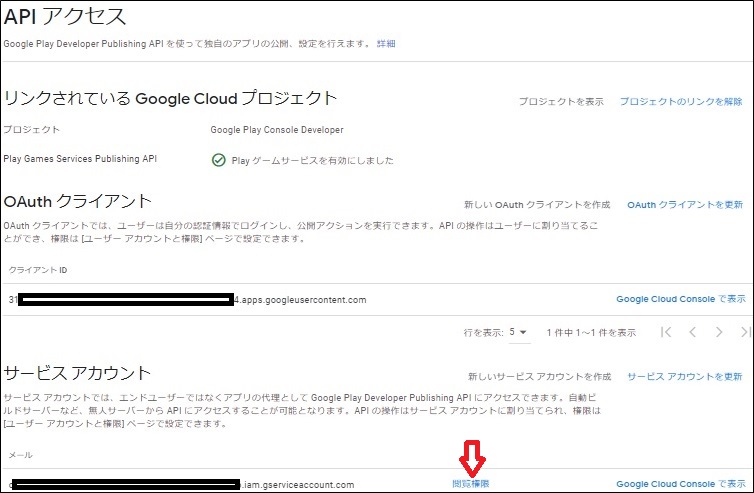 API アクセス
Google Play Developer Publishing API を使って独自のアプリの公開、設定を行えます。 詳細
リンクされている Google Cloud プロジェクト
プロジェクトを表示 プロジェクトのリンクを解除
プロジェクト Google Play Console Developer
Play Games Services Publishing API Play ゲームサービスを有効にしました
OAuth クライアント
新しい OAuth クライアントを作成 OAuth クライアントを更新
OAuth クライアントでは、ユーザーは自分の認証情報でログインし、公開アクションを実行できます。API の操作はユーザーに割り当てるこ
とができ、権限は [ユーザー アカウントと権限] ページで設定できます。
クライアント ID
31 4.apps.googleusercontent.com Google Cloud Console で表示
行を表示: 5 1 件中 1~1 件を表示
サービス アカウント
新しいサービス アカウントを作成 サービス アカウントを更新
サービス アカウントでは、エンドユーザーではなくアプリの代理として Google Play Developer Publishing API にアクセスできます。自動ビ
ルドサーバーなど、無人サーバーから API にアクセスすることが可能となります。API の操作はサービス アカウントに割り当てられ、権限は
[ユーザー アカウントと権限] ページで設定できます。
メール
.iam.gserviceaccount.com 閲覧権限 Google Cloud Console で表示